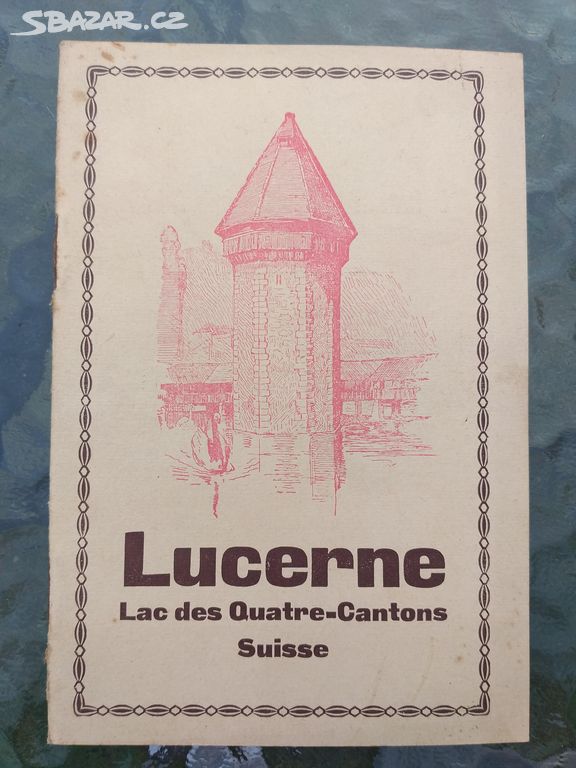 SBAZAR.CZ
Lucerne
Lac des Quatre-Cantons
Suisse